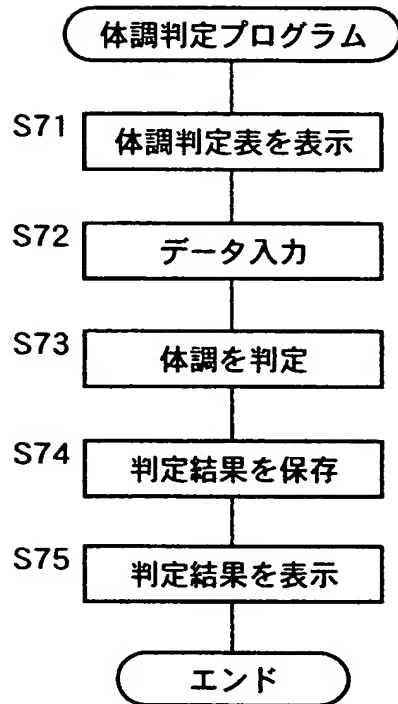 体調判定プログラム
S71
体調判定表を表示
S72
データ入力
S73
体調を判定
S74
判定結果を保存
S75
判定結果を表示
エンド